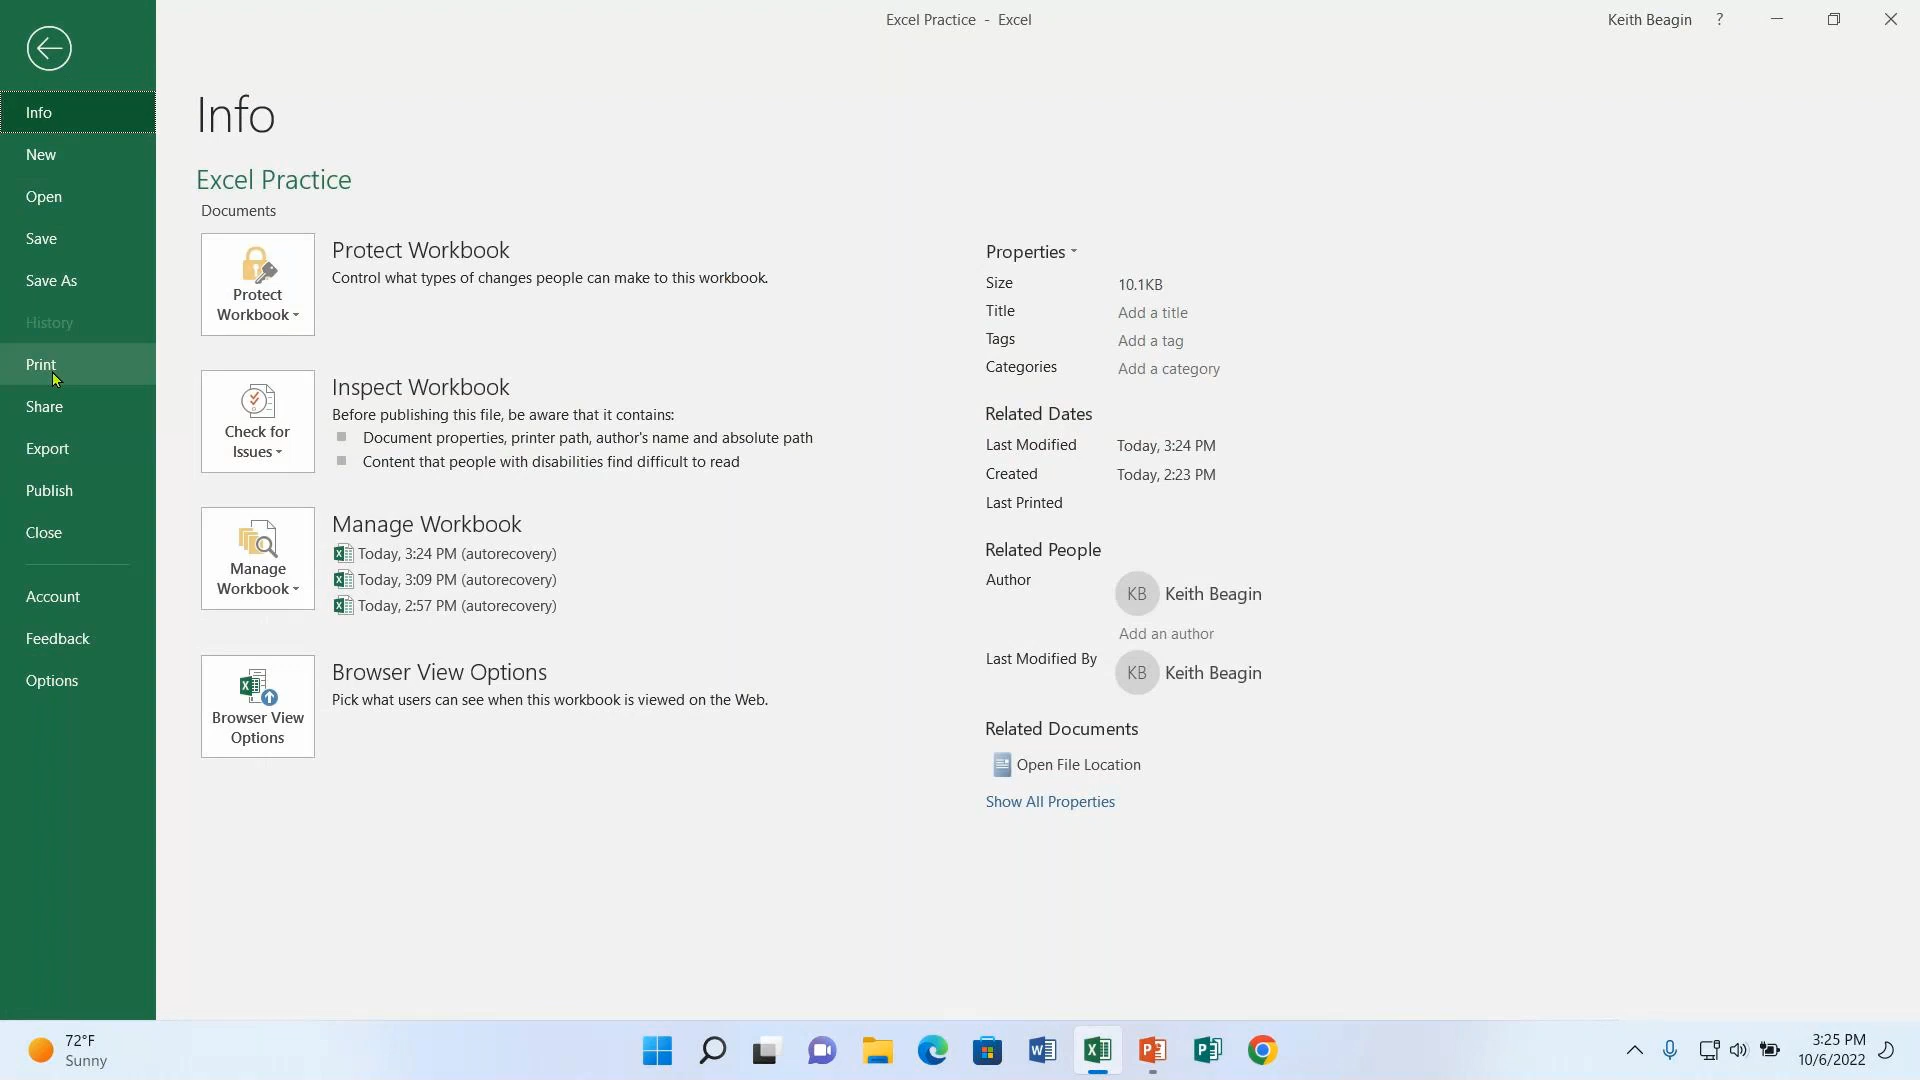 Excel Practice - Excel
Keith Beagin
?
Info
New
Open
Save
Save As
History
Print
Share
Export
Publish
Close
Account
Feedback
Options
Info
Excel Practice
Documents
Protect
Workbook
Protect Workbook
Control what types of changes people can make to this workbook.
Check for
Issues
Inspect Workbook
Before publishing this file, be aware that it contains:
Document properties, printer path, author's name and absolute path
Content that people with disabilities find difficult to read
Manage
Workbook
Manage Workbook
Today, 3:24 PM (autorecovery)
Today, 3:09 PM (autorecovery)
Today, 2:57 PM (autorecovery)
Browser View
Options
Browser View Options
Pick what users can see when this workbook is viewed on the Web.
Properties
Size 10.1KB
Title Add a title
Tags Add a tag
Categories Add a category
Related Dates
Last Modified Today, 3:24 PM
Created Today, 2:23 PM
Last Printed
Related People
Author KB Keith Beagin
Add an author
Last Modified By KB Keith Beagin
Related Documents
Open File Location
Show All Properties
72°F
Sunny
3:25 PM
10/6/2022